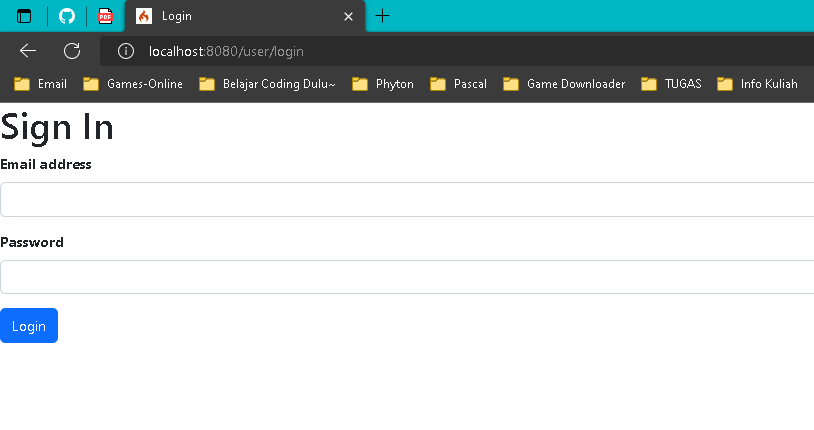 PDF
Login
localhost:8080/user/login
Email Games-Online Belajar Coding Dulu~ Phyton Pascal Game Downloader TUGAS Info Kuliah
Sign In
Email address
Password
Login